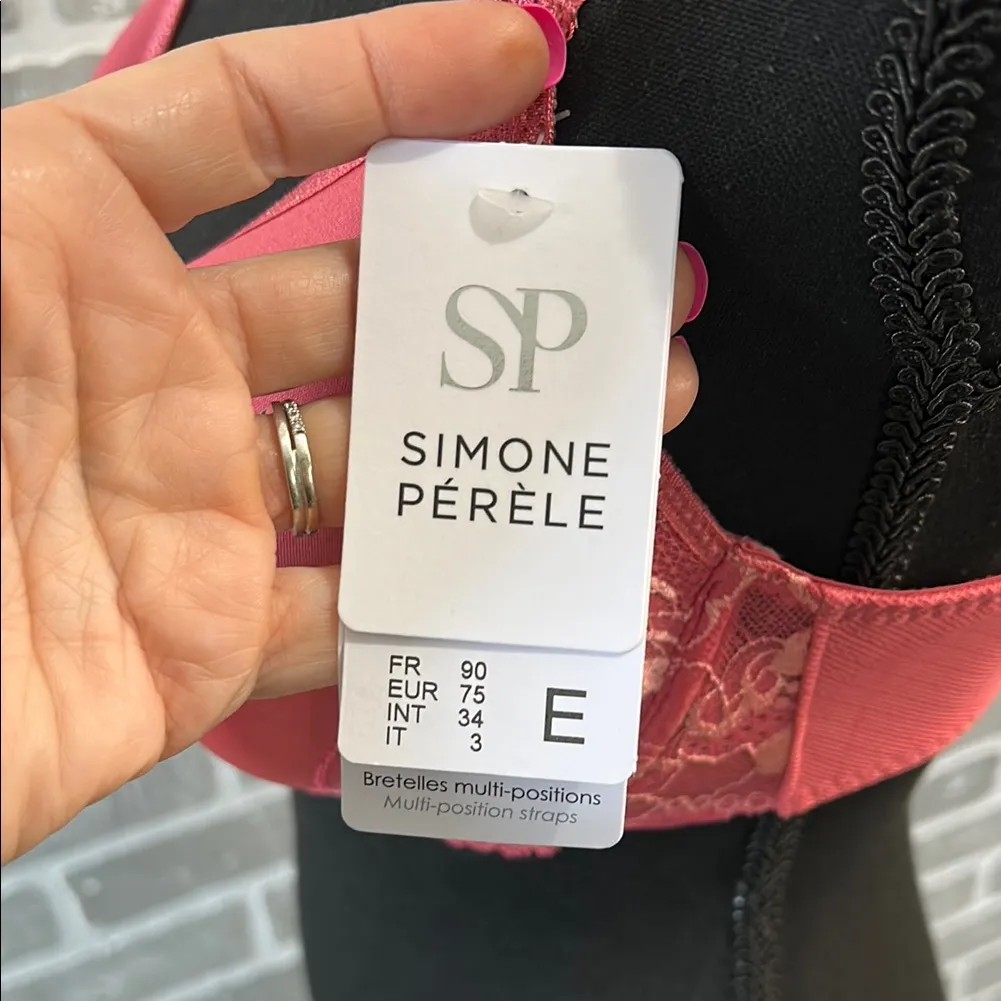 SP
SIMONE
PÉRÈLE
FR 90
EUR 75
INT 34
IT 3
E
Bretelles multi-positions
Multi-position straps